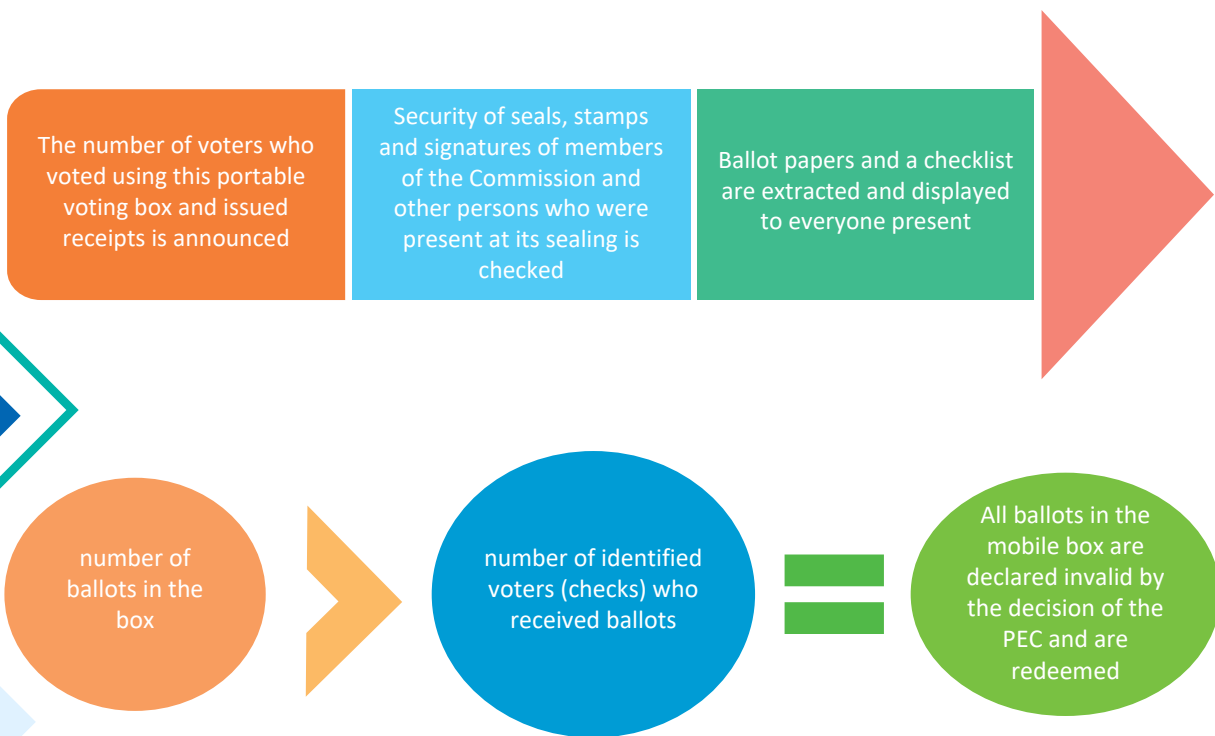 The number of voters who
voted using this portable
voting box and issued
receipts is announced
Security of seals, stamps
and signatures of members
of the Commission and
other persons who were
present at its sealing is
checked
Ballot papers and a checklist
are extracted and displayed
to everyone present
number of
ballots in the
box
number of identified
voters (checks) who
received ballots
All ballots in the
mobile box are
declared invalid by
the decision of the
PEC and are
redeemed